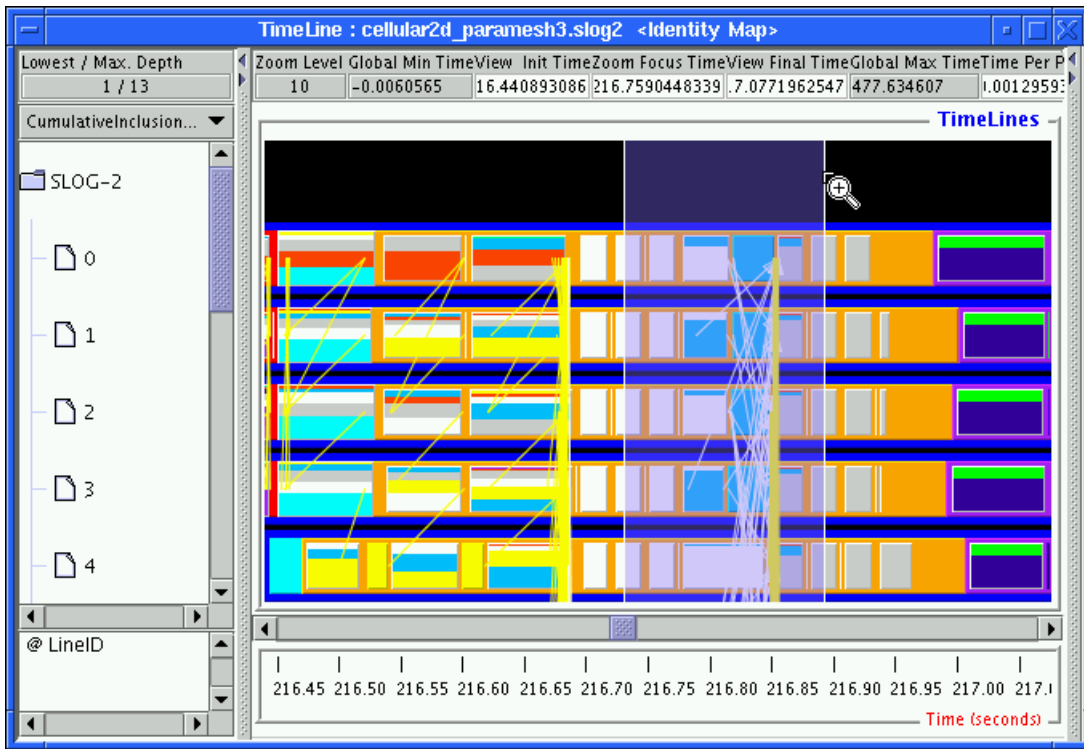 TimeLine : cellular2d_paramesh3.slog2 <Identity Map>
Lowest / Max. Depth
1 / 13
Zoom Level Global Min Time View Init Time Zoom Focus Time View Final Time Global Max Time Time Per P
10 -0.0060565 16.440893086 216.7590448339 .7.0771962547 477.634607 .00129593
CumulativeInclusion...
TimeLines
SLOG-2
0
1
2
3
4
@ LineID
216.45 216.50 216.55 216.60 216.65 216.70 216.75 216.80 216.85 216.90 216.95 217.00 217.
Time (seconds)